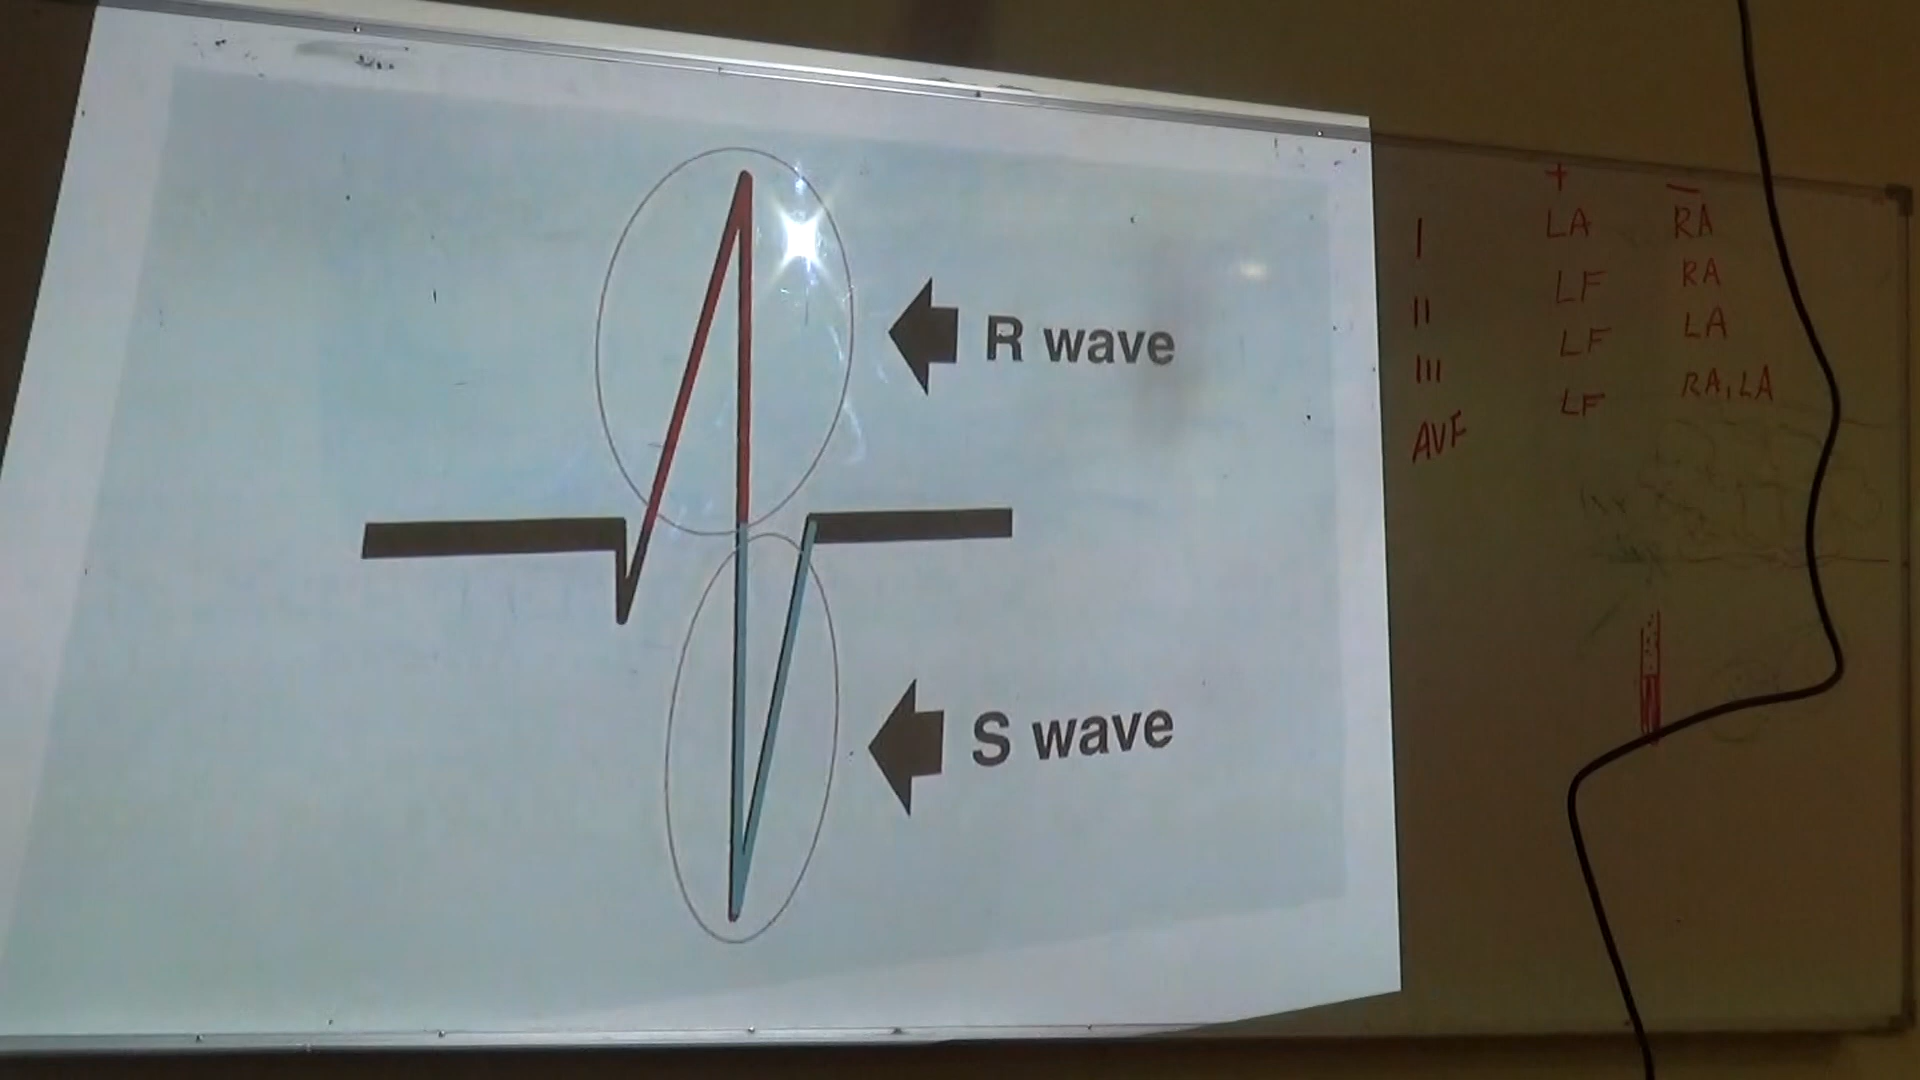 R wave
S wave
+ −
I LA RA
II LF RA
III LF LA
AVF LF RA, LA